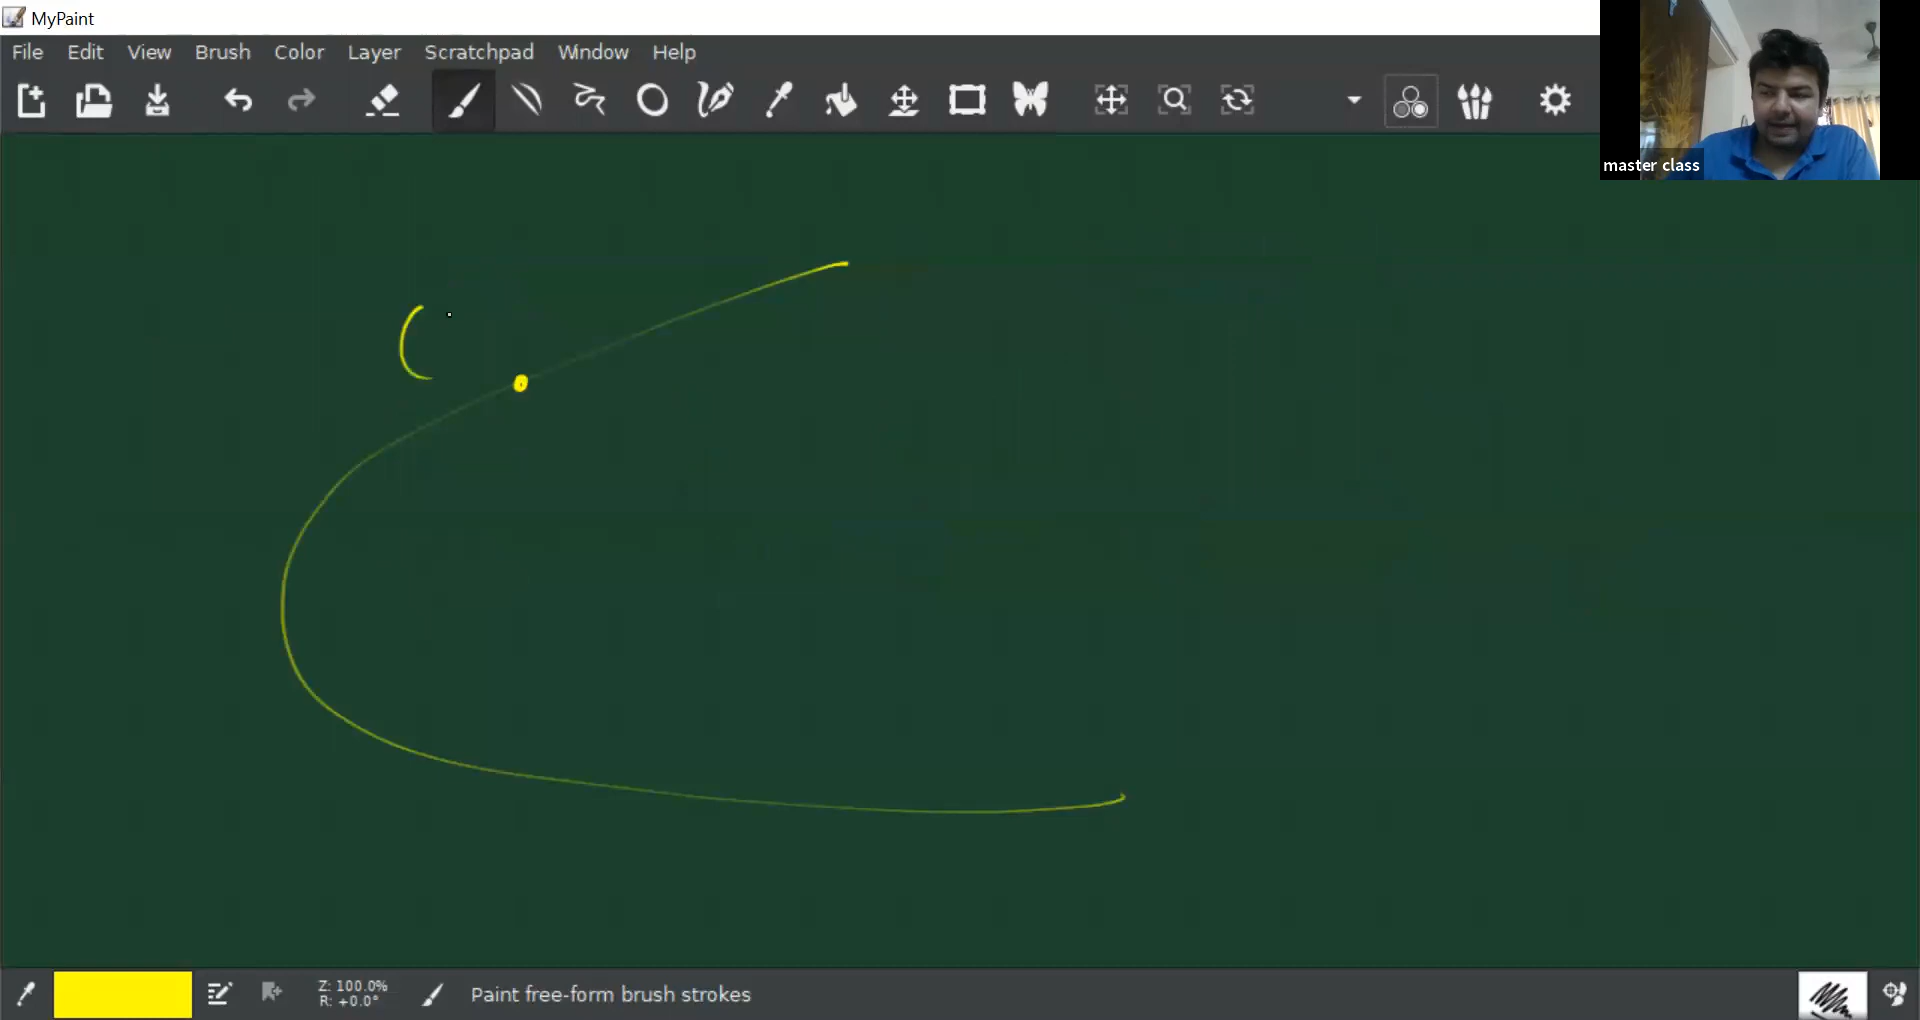 MyPaint
File Edit View Brush Color Layer Scratchpad Window Help
master class
(
Z: 100.0%
R: +0.0°
Paint free-form brush strokes